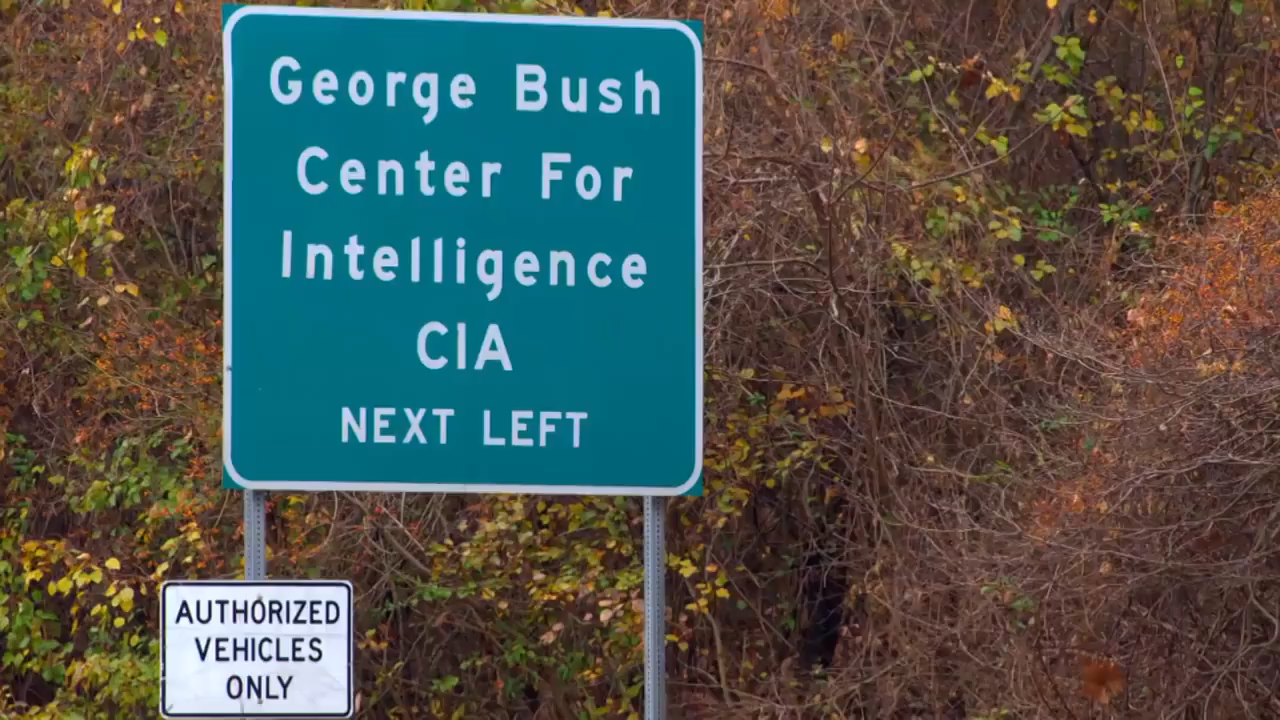 George Bush
Center For
Intelligence
CIA
NEXT LEFT
AUTHORIZED
VEHICLES
ONLY